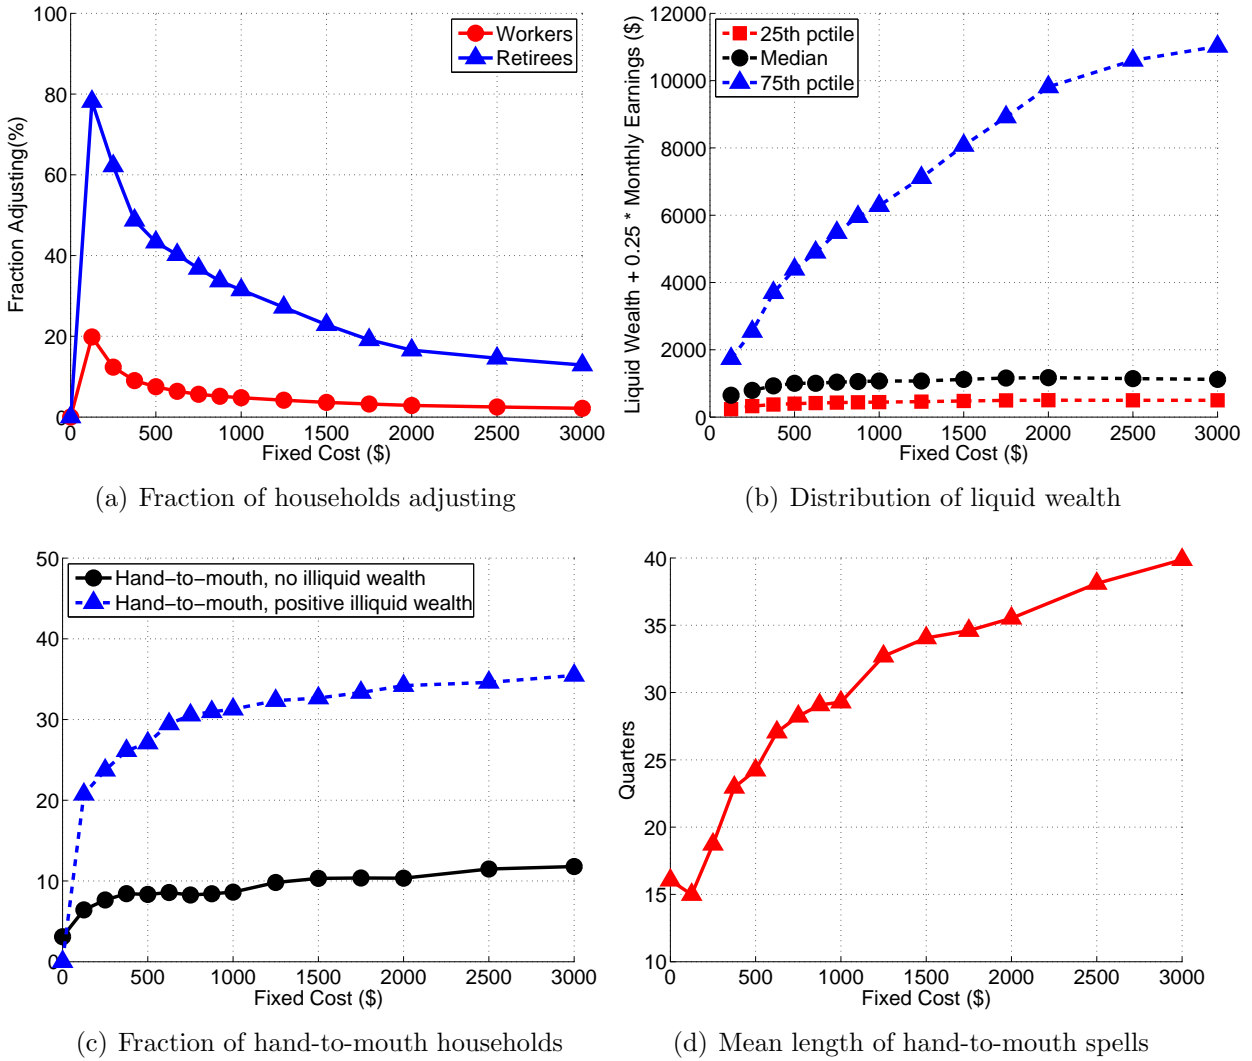 100
80
60
40
20
0
Fraction Adjusting(%)
Workers
Retirees
0 500 1000 1500 2000 2500 3000
Fixed Cost ($)
(a) Fraction of households adjusting
12000
10000
8000
6000
4000
2000
0
Liquid Wealth + 0.25 * Monthly Earnings ($)
25th pctile
Median
75th pctile
0 500 1000 1500 2000 2500 3000
Fixed Cost ($)
(b) Distribution of liquid wealth
50
40
30
20
10
0
Hand−to−mouth, no illiquid wealth
Hand−to−mouth, positive illiquid wealth
0 500 1000 1500 2000 2500 3000
Fixed Cost ($)
(c) Fraction of hand-to-mouth households
40
35
30
25
20
15
10
Quarters
0 500 1000 1500 2000 2500 3000
Fixed Cost ($)
(d) Mean length of hand-to-mouth spells